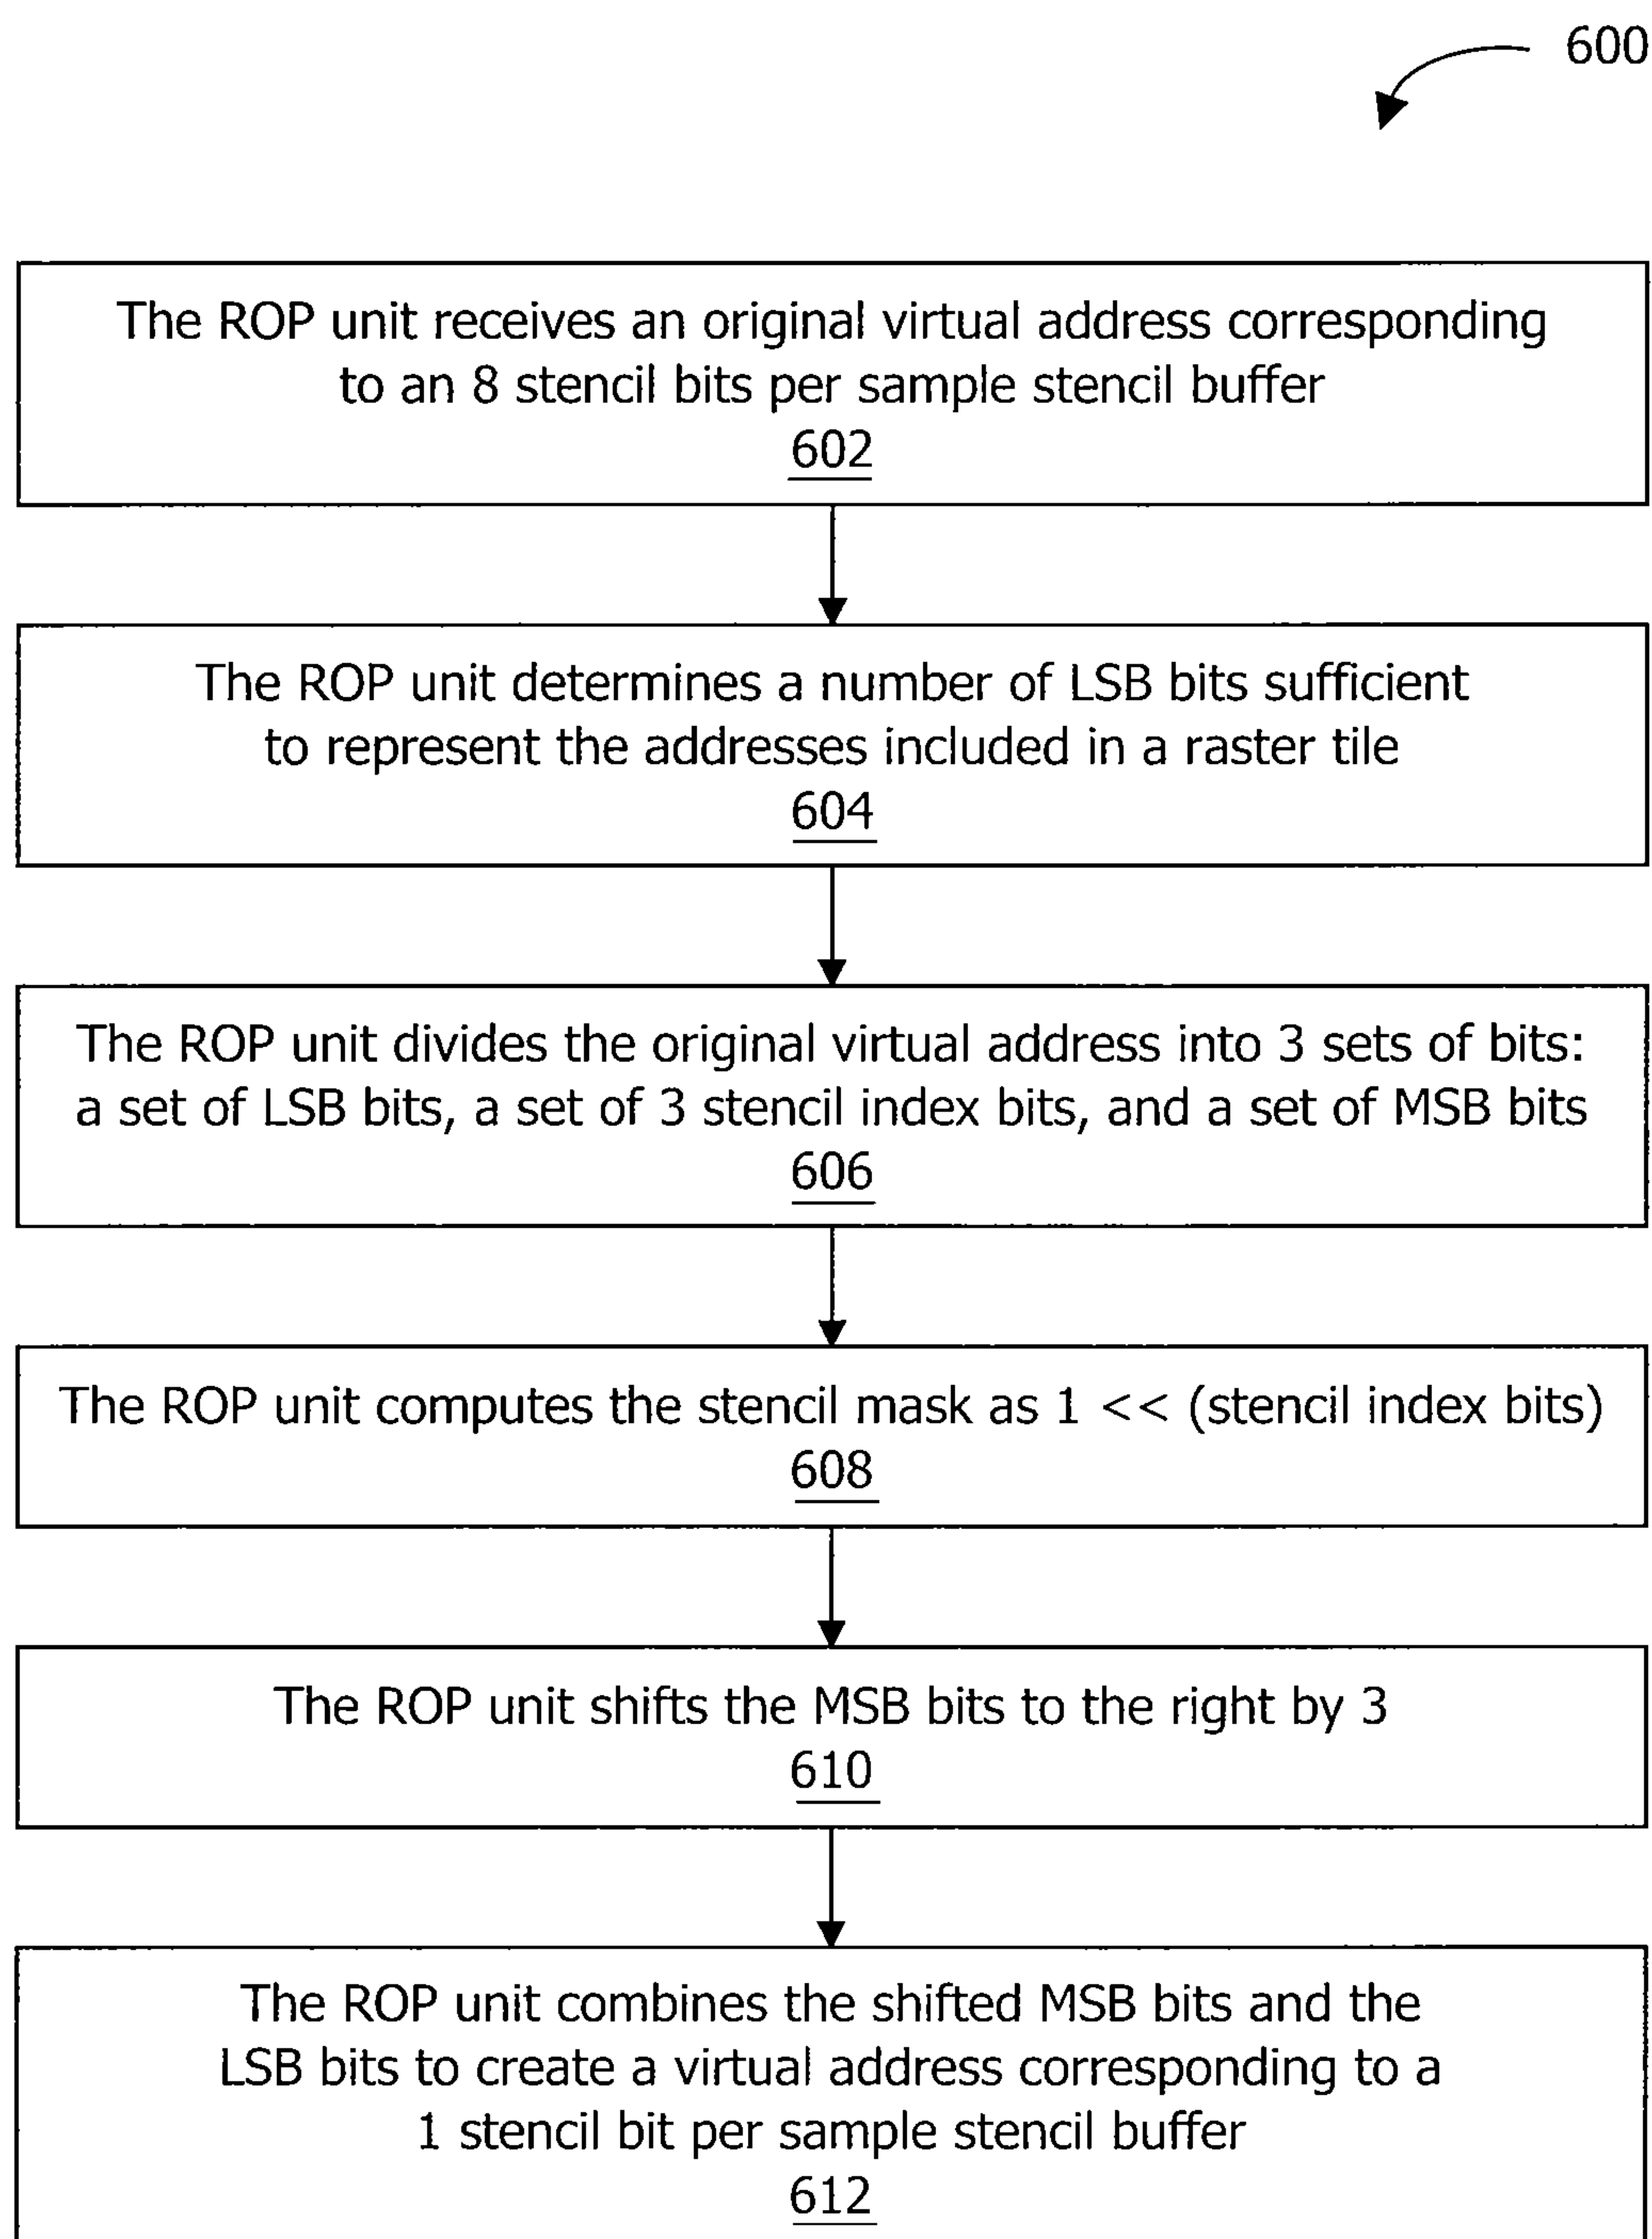 600
The ROP unit receives an original virtual address corresponding
to an 8 stencil bits per sample stencil buffer
602
The ROP unit determines a number of LSB bits sufficient
to represent the addresses included in a raster tile
604
The ROP unit divides the original virtual address into 3 sets of bits:
a set of LSB bits, a set of 3 stencil index bits, and a set of MSB bits
606
The ROP unit computes the stencil mask as 1 << (stencil index bits)
608
The ROP unit shifts the MSB bits to the right by 3
610
The ROP unit combines the shifted MSB bits and the
LSB bits to create a virtual address corresponding to a
1 stencil bit per sample stencil buffer
612